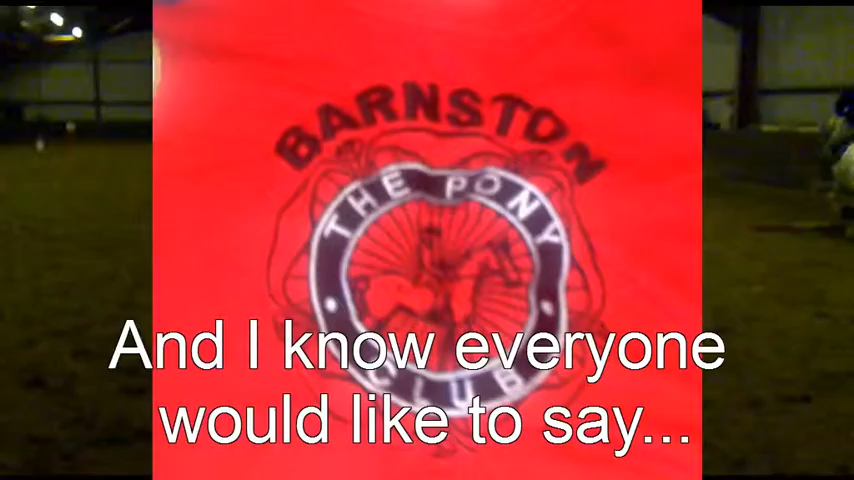 BARNSTON
THE PONY
CLUB
And I know everyone
would like to say...